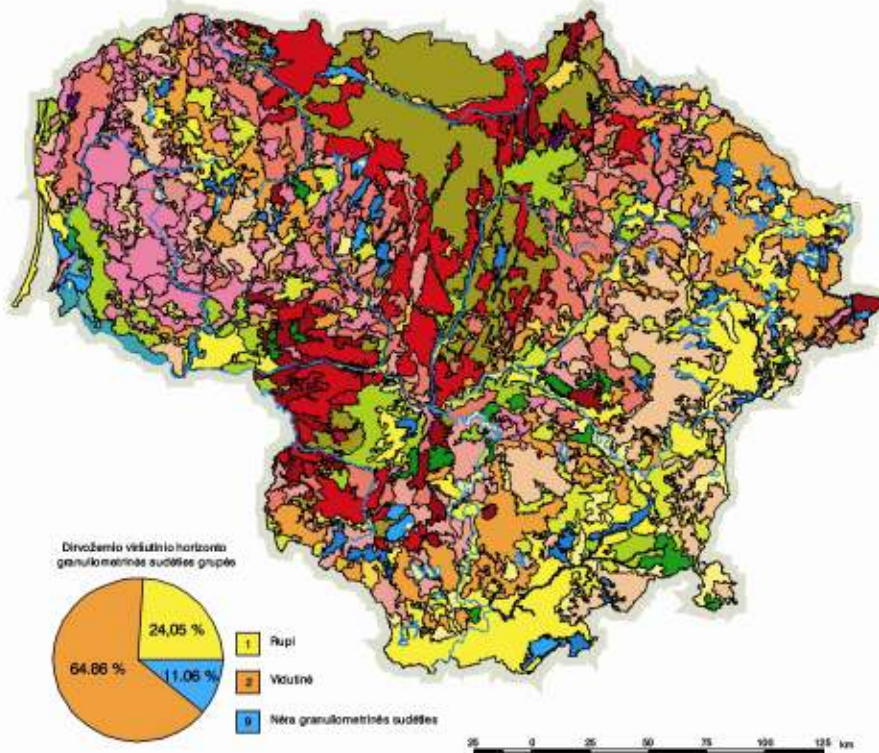 Dirvožemio viršutinio horizonto
granuliometrinės sudėties grupės
24,05 %
64.86 %
11.06 %
1 Rupi
2 Vidutinė
9 Nėra granuliometrinės sudėties
25 0 25 50 75 100 125 km